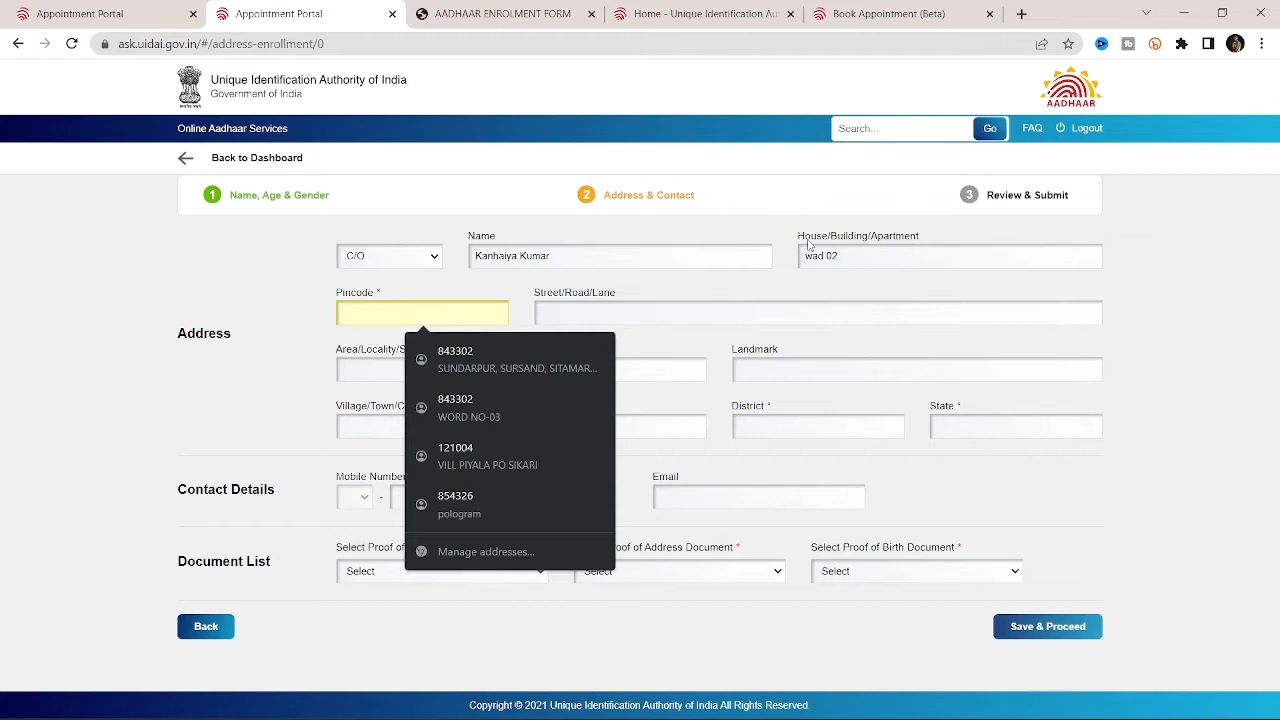 Appointment Portal
Appointment Portal
AADHAAR ENROLMENT FORM
Home - Unique Identification Au
Book Appointment (Beta)
ask.uidai.gov.in/#/address-enrollment/0
Unique Identification Authority of India
Government of India
AADHAAR
Online Aadhaar Services
Search...
Go
FAQ
Logout
Back to Dashboard
1 Name, Age & Gender
2 Address & Contact
3 Review & Submit
Name
House/Building/Apartment
C/O
Kanhaiya Kumar
wad 02
Pincode *
Street/Road/Lane
Address
843302
SUNDARPUR, SURSAND, SITAMAR...
843302
WORD NO-03
121004
VILL PIYALA PO SIKARI
854326
pologram
Manage addresses...
Area/Locality/S
Landmark
Village/Town/C
District *
State *
Contact Details
Mobile Number
-
Email
Document List
Select Proof of
oof of Address Document *
Select Proof of Birth Document *
Select
Select
Select
Back
Save & Proceed
Copyright © 2021 Unique Identification Authority of India All Rights Reserved.